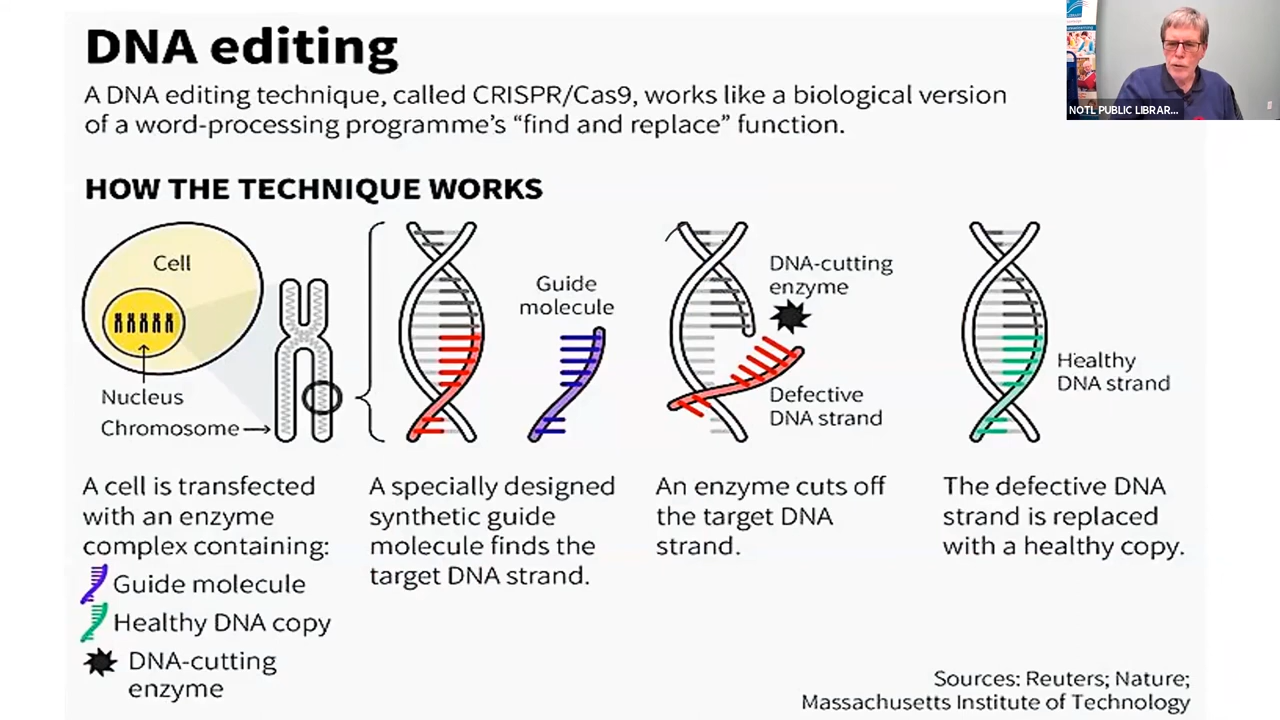 DNA editing
A DNA editing technique, called CRISPR/Cas9, works like a biological version
of a word-processing programme's “find and replace” function.
NOTL PUBLIC LIBRAR...
HOW THE TECHNIQUE WORKS
Cell
Nucleus
Chromosome
Guide
molecule
DNA-cutting
enzyme
Defective
DNA strand
Healthy
DNA strand
A cell is transfected
with an enzyme
complex containing:
Guide molecule
Healthy DNA copy
DNA-cutting
enzyme
A specially designed
synthetic guide
molecule finds the
target DNA strand.
An enzyme cuts off
the target DNA
strand.
The defective DNA
strand is replaced
with a healthy copy.
Sources: Reuters; Nature;
Massachusetts Institute of Technology